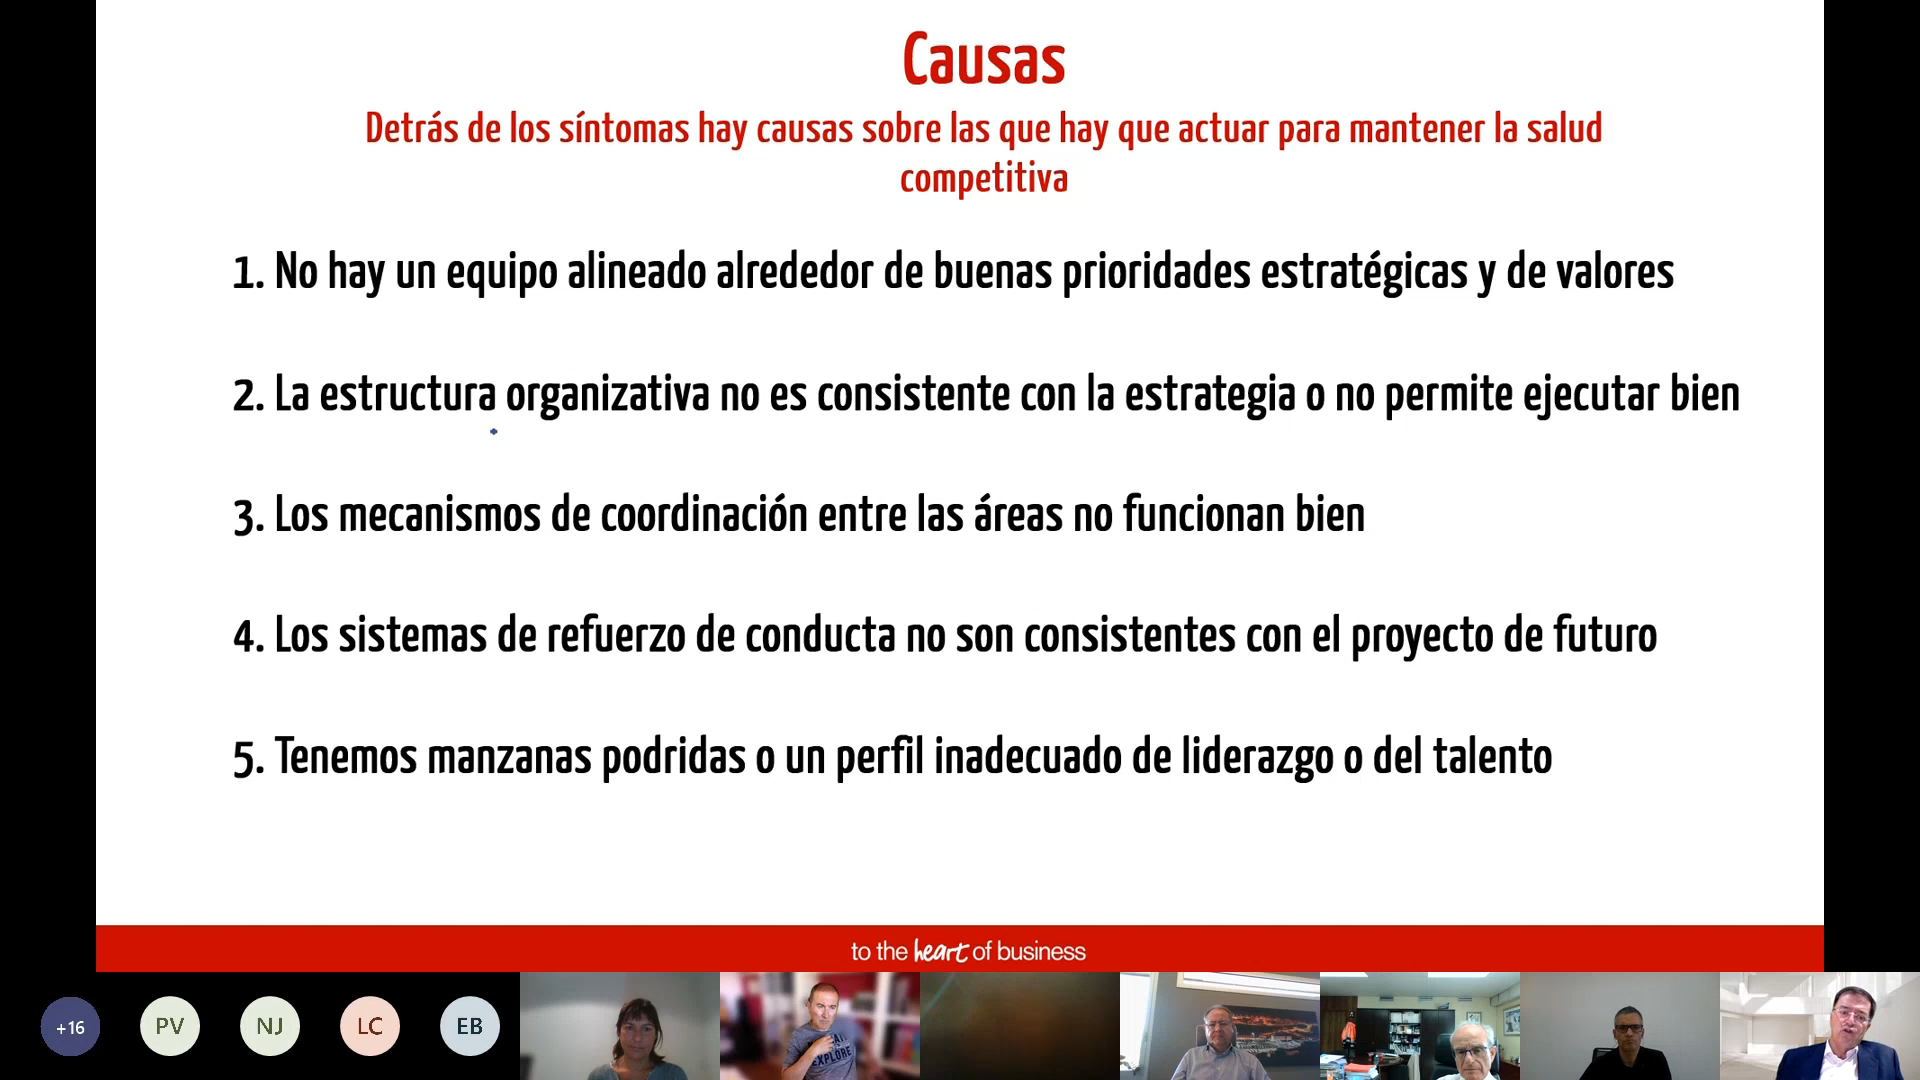 Causas
Detrás de los síntomas hay causas sobre las que hay que actuar para mantener la salud
competitiva
1. No hay un equipo alineado alrededor de buenas prioridades estratégicas y de valores
2. La estructura organizativa no es consistente con la estrategia o no permite ejecutar bien
3. Los mecanismos de coordinación entre las áreas no funcionan bien
4. Los sistemas de refuerzo de conducta no son consistentes con el proyecto de futuro
5. Tenemos manzanas podridas o un perfil inadecuado de liderazgo o del talento
to the heart of business
+16 PV NJ LC EB
EXPLORE